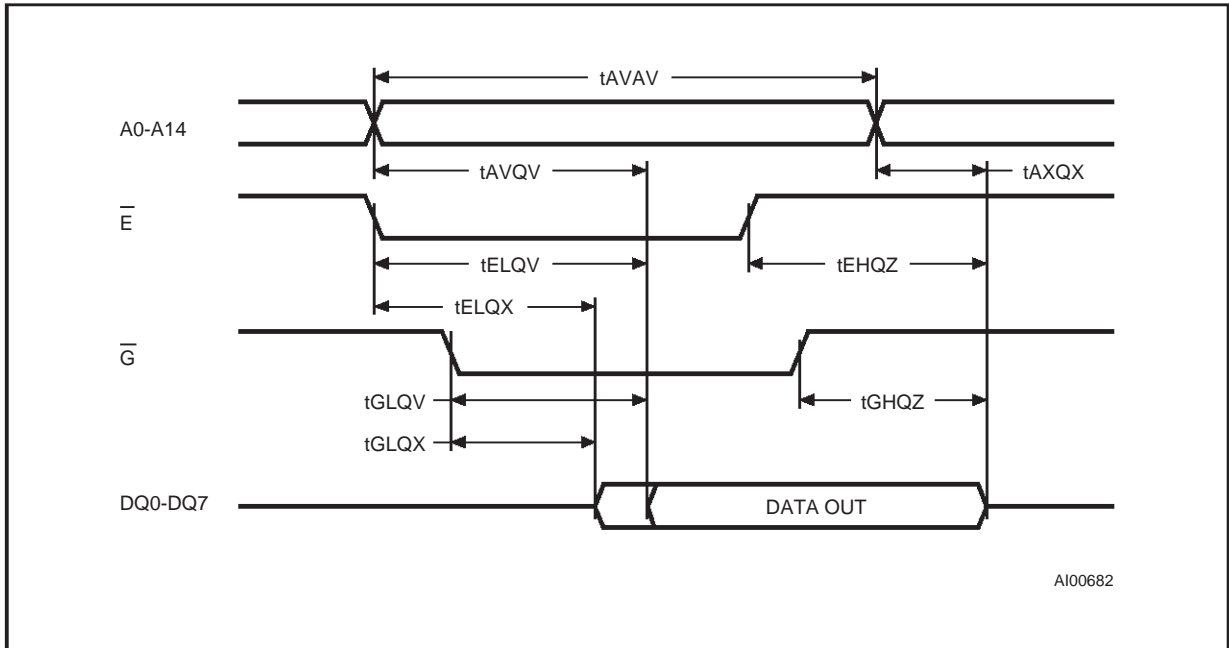 tAVAV
A0-A14
tAVQV
tAXQX
E
tELQV
tEHQZ
tELQX
G
tGLQV
tGHQZ
tGLQX
DQ0-DQ7
DATA OUT
AI00682